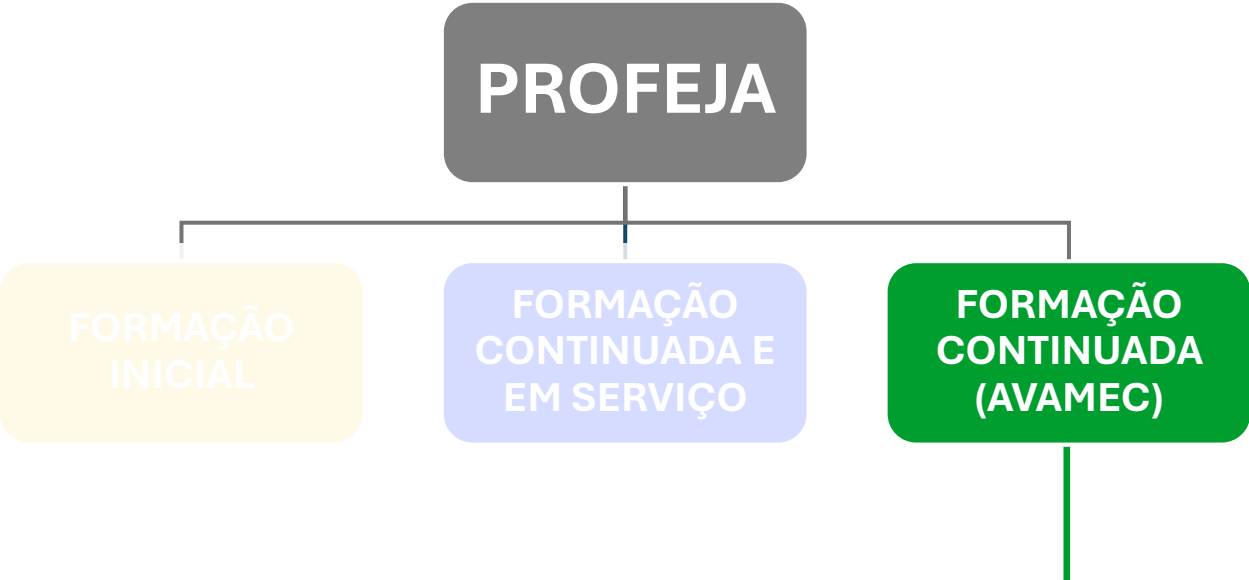 PROFEJA
FORMAÇÃO
INICIAL
FORMAÇÃO
CONTINUADA E
EM SERVIÇO
FORMAÇÃO
CONTINUADA
(AVAMEC)